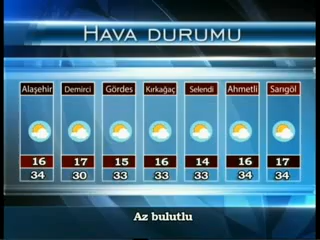 HAVA DURUMU
Alaşehir Demirci Gördes Kırkağaç Selendi Ahmetli Sarıgöl
16 17 15 16 14 16 17
34 30 33 33 33 34 34
Az bulutlu